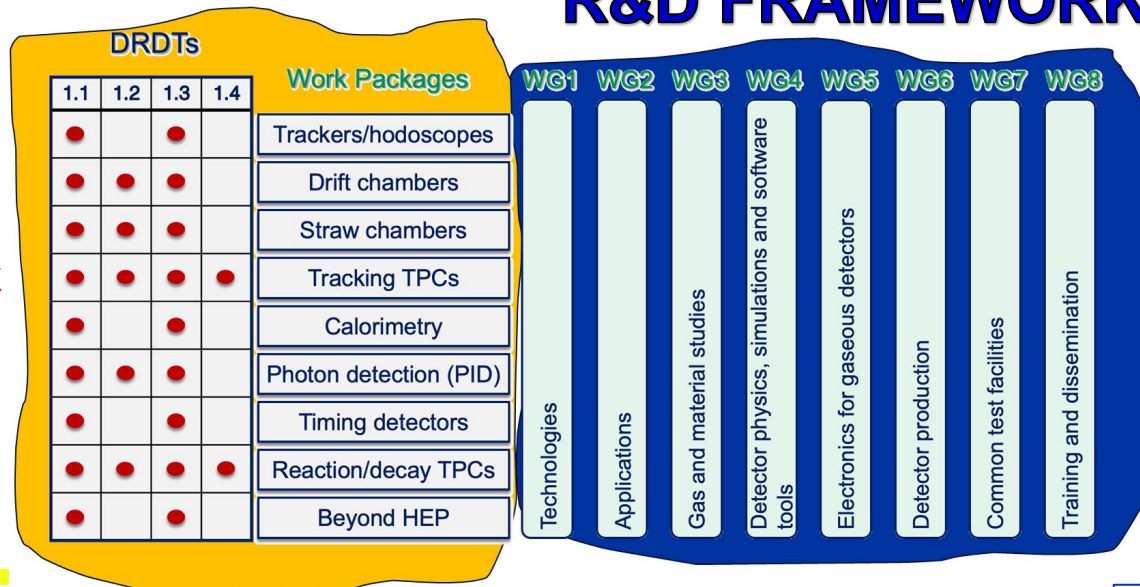 R&D FRAMEWORK
DRDTs
Work Packages
WG1 WG2 WG3 WG4 WG5 WG6 WG7 WG8
1.1 1.2 1.3 1.4
Trackers/hodoscopes
Drift chambers
Straw chambers
Tracking TPCs
Calorimetry
Photon detection (PID)
Timing detectors
Reaction/decay TPCs
Beyond HEP
Technologies
Applications
Gas and material studies
Detector physics, simulations and software
tools
Electronics for gaseous detectors
Detector production
Common test facilities
Training and dissemination